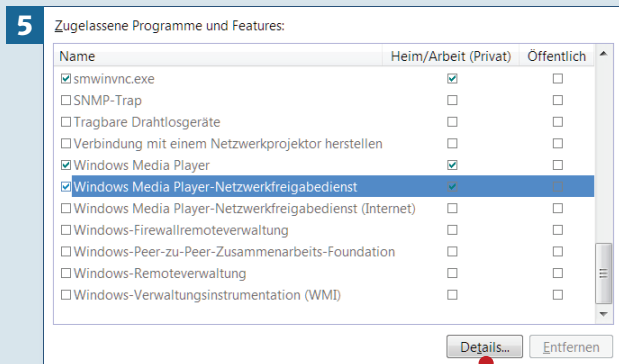 5
Zugelassene Programme und Features:
Name Heim/Arbeit (Privat) Öffentlich
smwinvnc.exe
SNMP-Trap
Tragbare Drahtlosgeräte
Verbindung mit einem Netzwerkprojektor herstellen
Windows Media Player
Windows Media Player-Netzwerkfreigabedienst
Windows Media Player-Netzwerkfreigabedienst (Internet)
Windows-Firewallremoteverwaltung
Windows-Peer-zu-Peer-Zusammenarbeits-Foundation
Windows-Remoteverwaltung
Windows-Verwaltungsinstrumentation (WMI)
Details... Entfernen